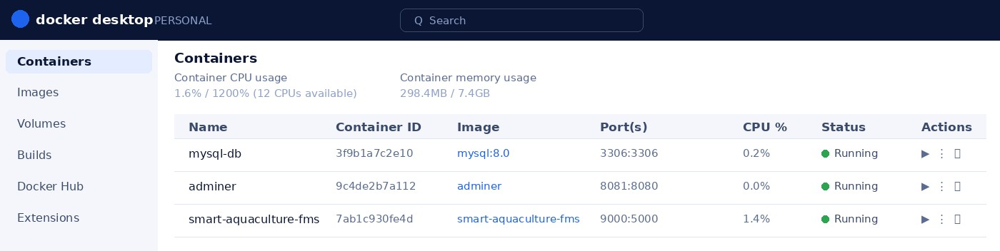 docker desktop PERSONAL
Q Search
Containers
Images
Volumes
Builds
Docker Hub
Extensions
Containers
Container CPU usage Container memory usage
1.6% / 1200% (12 CPUs available) 298.4MB / 7.4GB
Name Container ID Image Port(s) CPU % Status Actions
mysql-db 3f9b1a7c2e10 mysql:8.0 3306:3306 0.2% Running
adminer 9c4de2b7a112 adminer 8081:8080 0.0% Running
smart-aquaculture-fms 7ab1c930fe4d smart-aquaculture-fms 9000:5000 1.4% Running